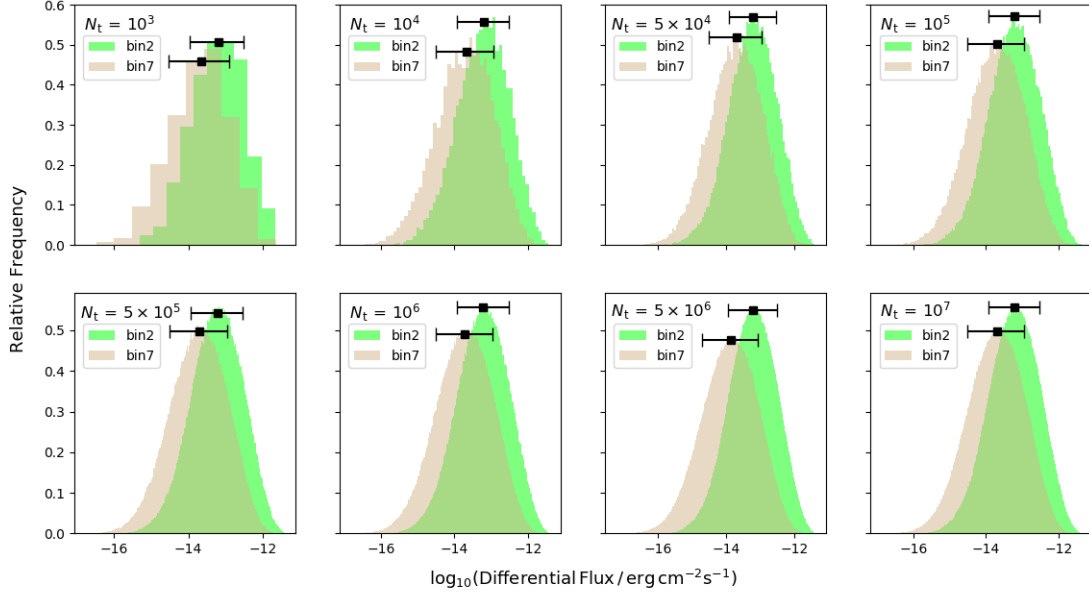 Relative Frequency
N_t = 10^3
bin2
bin7
0.6
0.5
0.4
0.3
0.2
0.1
0.0
N_t = 10^4
bin2
bin7
N_t = 5 × 10^4
bin2
bin7
N_t = 10^5
bin2
bin7
N_t = 5 × 10^5
bin2
bin7
0.5
0.4
0.3
0.2
0.1
0.0
−16 −14 −12
N_t = 10^6
bin2
bin7
−16 −14 −12
N_t = 5 × 10^6
bin2
bin7
−16 −14 −12
N_t = 10^7
bin2
bin7
−16 −14 −12
log₁₀(Differential Flux / erg cm⁻² s⁻¹)